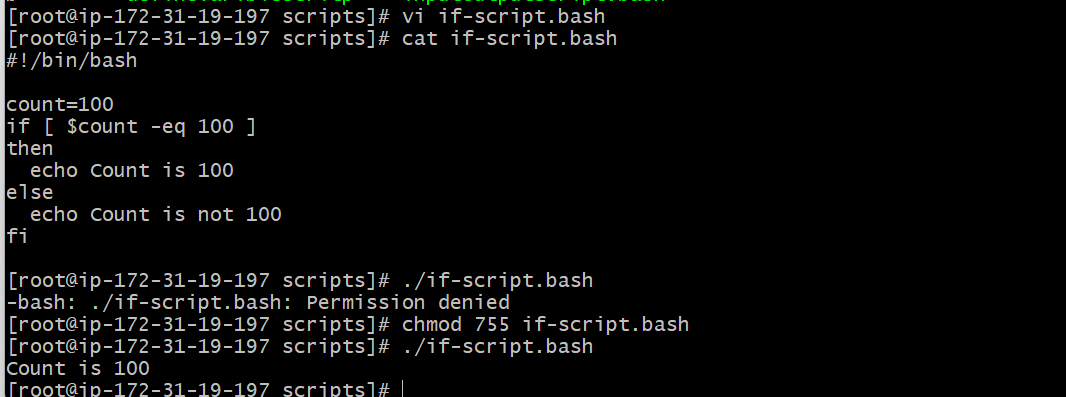 [root@ip-172-31-19-197 scripts]# vi if-script.bash
[root@ip-172-31-19-197 scripts]# cat if-script.bash
#!/bin/bash

count=100
if [ $count -eq 100 ]
then
  echo Count is 100
else
  echo Count is not 100
fi

[root@ip-172-31-19-197 scripts]# ./if-script.bash
-bash: ./if-script.bash: Permission denied
[root@ip-172-31-19-197 scripts]# chmod 755 if-script.bash
[root@ip-172-31-19-197 scripts]# ./if-script.bash
Count is 100
[root@ip-172-31-19-197 scripts]#